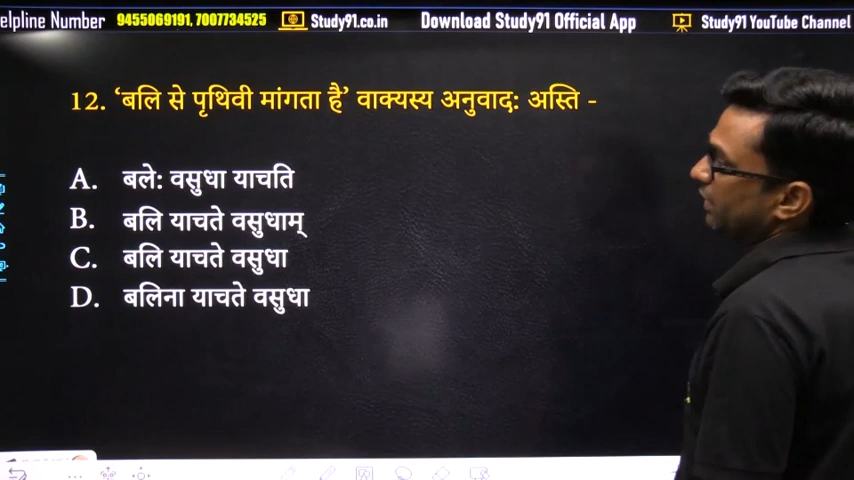 elpline Number 9455069191, 7007734525 Study91.co.in Download Study91 Official App Study91 YouTube Channel
12. ‘बलि से पृथिवी मांगता है’ वाक्यस्य अनुवाद: अस्ति -
A. बले: वसुधा याचति
B. बलि याचते वसुधाम्
C. बलि याचते वसुधा
D. बलिना याचते वसुधा